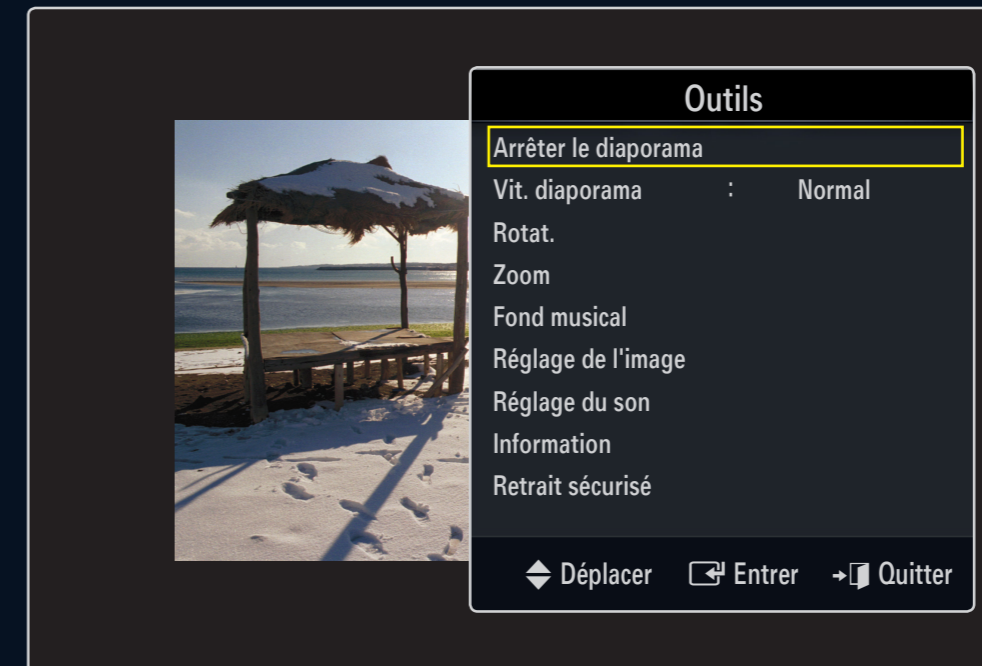 Outils
Arrêter le diaporama
Vit. diaporama : Normal
Rotat.
Zoom
Fond musical
Réglage de l'image
Réglage du son
Information
Retrait sécurisé
Déplacer Entrer Quitter